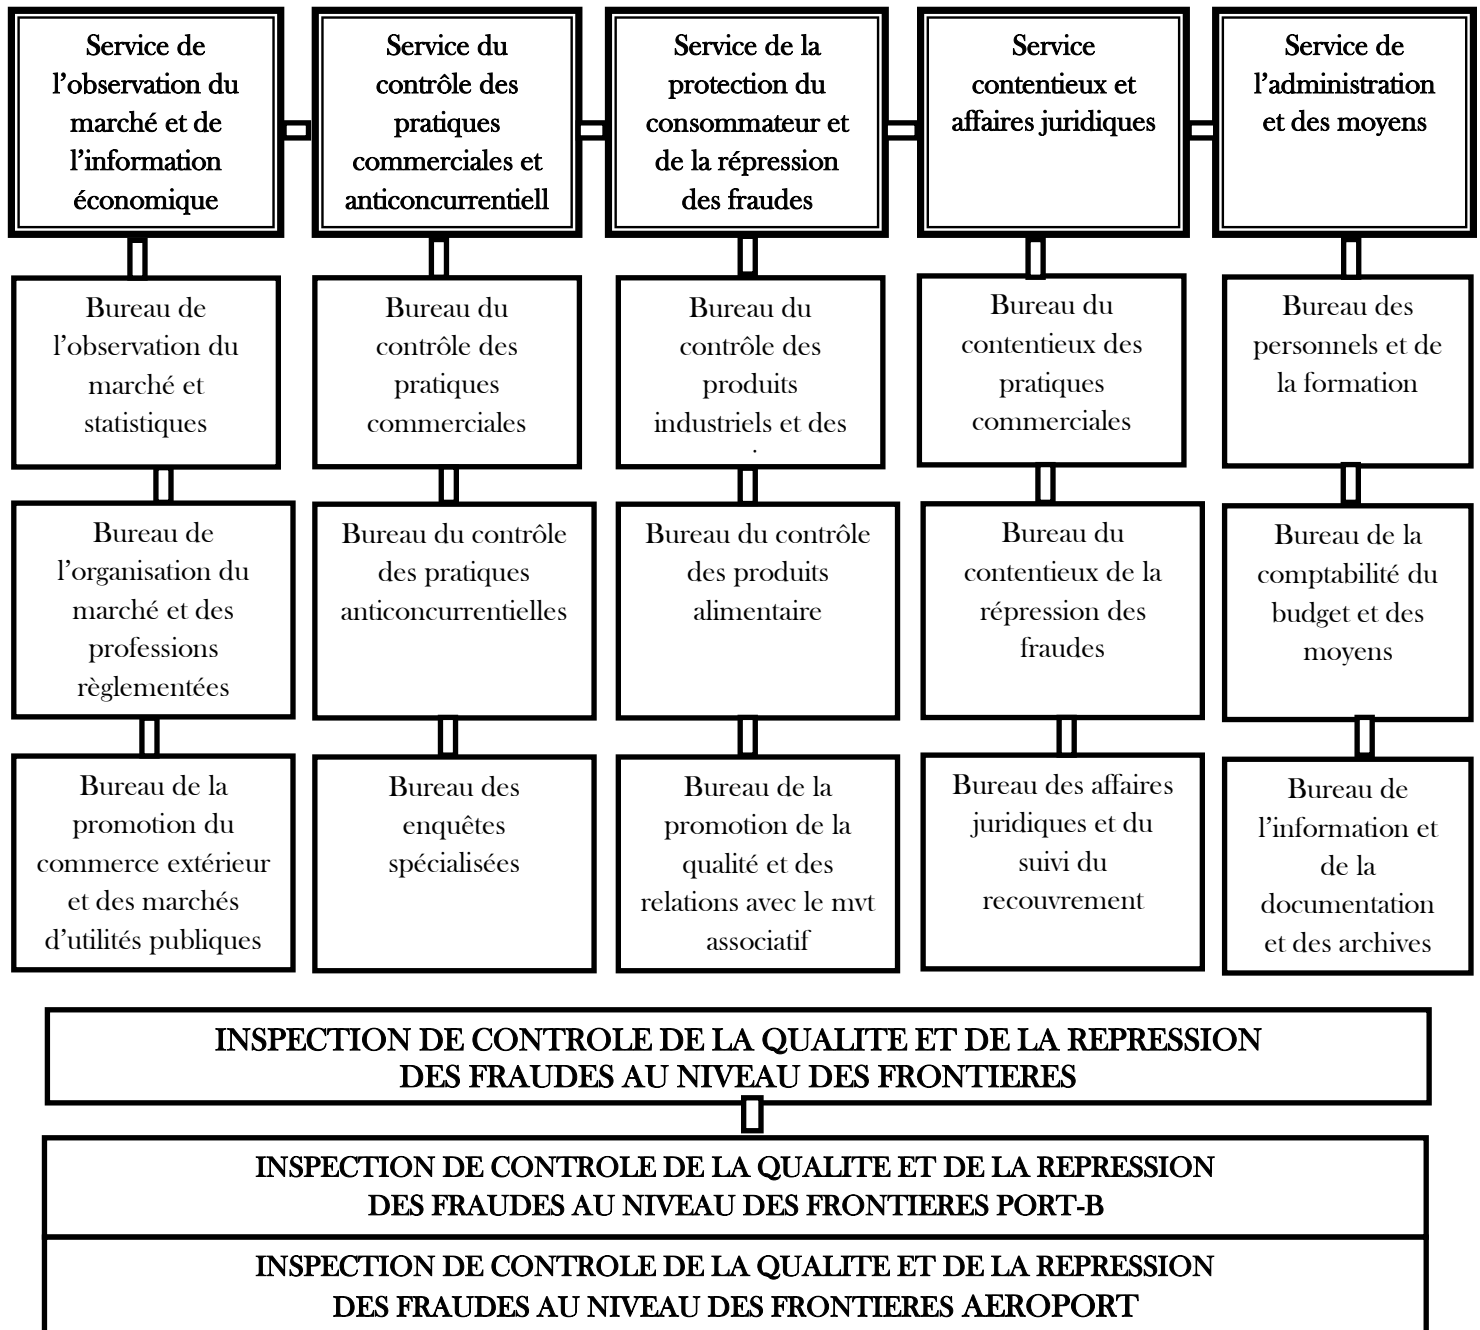 Service de
l'observation du
marché et de
l'information
économique
Service du
contrôle des
pratiques
commerciales et
anticoncurrentiell
Service de la
protection du
consommateur et
de la répression
des fraudes
Service
contentieux et
affaires juridiques
Service de
l'administration
et des moyens
Bureau de
l'observation du
marché et
statistiques
Bureau du
contrôle des
pratiques
commerciales
Bureau du
contrôle des
produits
industriels et des
Bureau du
contentieux des
pratiques
commerciales
Bureau des
personnels et de
la formation
Bureau de
l'organisation du
marché et des
professions
règlementées
Bureau du contrôle
des pratiques
anticoncurrentielles
Bureau du contrôle
des produits
alimentaire
Bureau du
contentieux de la
répression des
fraudes
Bureau de la
comptabilité du
budget et des
moyens
Bureau de la
promotion du
commerce extérieur
et des marchés
d'utilités publiques
Bureau des
enquêtes
spécialisées
Bureau de la
promotion de la
qualité et des
relations avec le mvt
associatif
Bureau des affaires
juridiques et du
suivi du
recouvrement
Bureau de
l'information et
de la
documentation
et des archives
INSPECTION DE CONTROLE DE LA QUALITE ET DE LA REPRESSION
DES FRAUDES AU NIVEAU DES FRONTIERES
INSPECTION DE CONTROLE DE LA QUALITE ET DE LA REPRESSION
DES FRAUDES AU NIVEAU DES FRONTIERES PORT-B
INSPECTION DE CONTROLE DE LA QUALITE ET DE LA REPRESSION
DES FRAUDES AU NIVEAU DES FRONTIERES AEROPORT